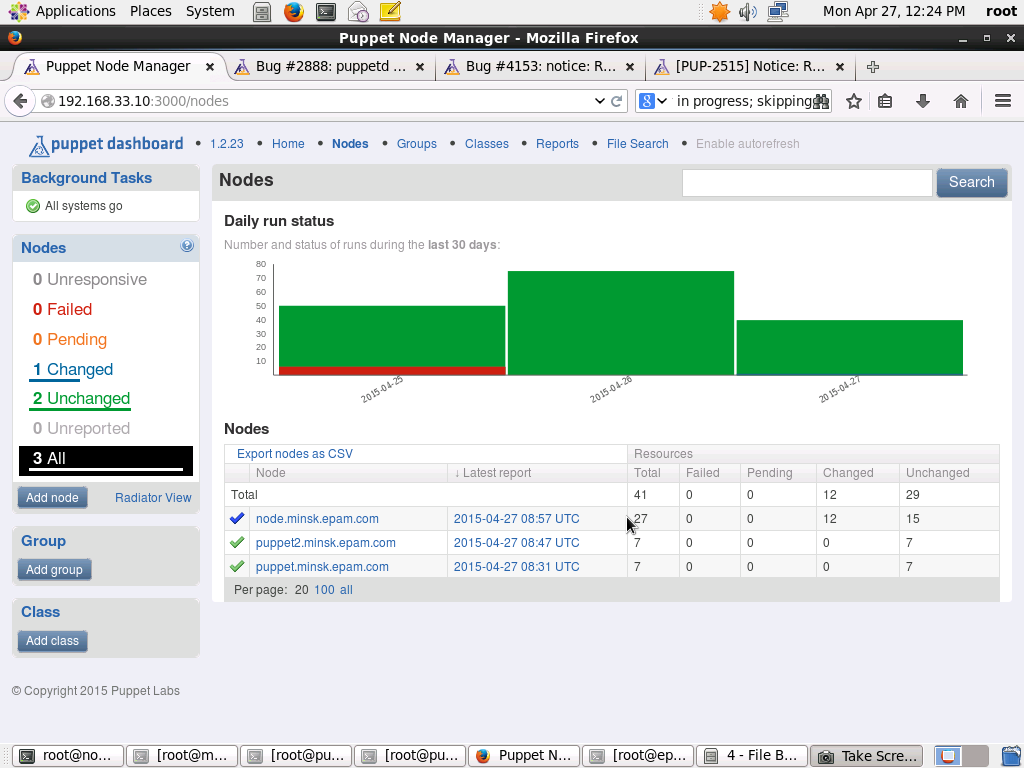 Applications Places System Mon Apr 27, 12:24 PM root
Puppet Node Manager - Mozilla Firefox
Puppet Node Manager Bug #2888: puppetd ... Bug #4153: notice: R... [PUP-2515] Notice: R...
192.168.33.10:3000/nodes in progress; skipping
puppet dashboard • 1.2.23 • Home • Nodes • Groups • Classes • Reports • File Search • Enable autorefresh
Background Tasks
All systems go
Nodes
0 Unresponsive
0 Failed
0 Pending
1 Changed
2 Unchanged
0 Unreported
3 All
Add node Radiator View
Group
Add group
Class
Add class
© Copyright 2015 Puppet Labs
Nodes Search
Daily run status
Number and status of runs during the last 30 days:
80
70
60
50
40
30
20
10
2015-04-25 2015-04-26 2015-04-27
Nodes
Export nodes as CSV Resources
Node ↓ Latest report Total Failed Pending Changed Unchanged
Total 41 0 0 12 29
node.minsk.epam.com 2015-04-27 08:57 UTC 27 0 0 12 15
puppet2.minsk.epam.com 2015-04-27 08:47 UTC 7 0 0 0 7
puppet.minsk.epam.com 2015-04-27 08:31 UTC 7 0 0 0 7
Per page: 20 100 all
root@no... [root@m... [root@pu... [root@pu... Puppet N... [root@ep... 4 - File B... Take Scre...